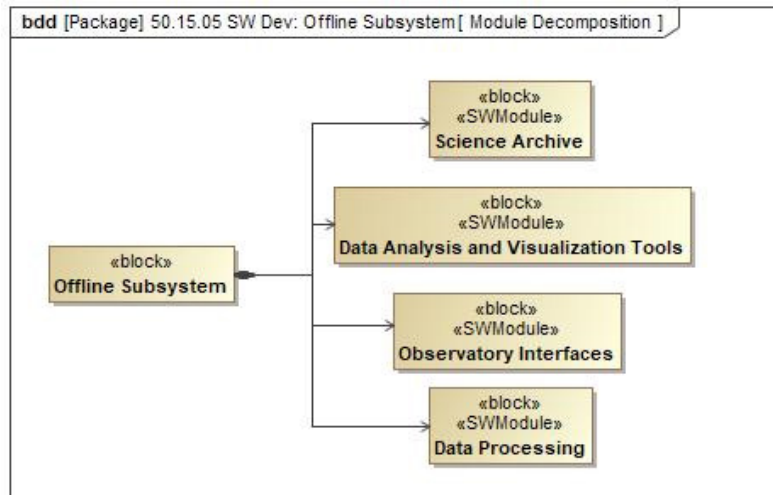 bdd [Package] 50.15.05 SW Dev: Offline Subsystem[ Module Decomposition ]
«block»
«SWModule»
Science Archive
«block»
«SWModule»
Data Analysis and Visualization Tools
«block»
Offline Subsystem
«block»
«SWModule»
Observatory Interfaces
«block»
«SWModule»
Data Processing